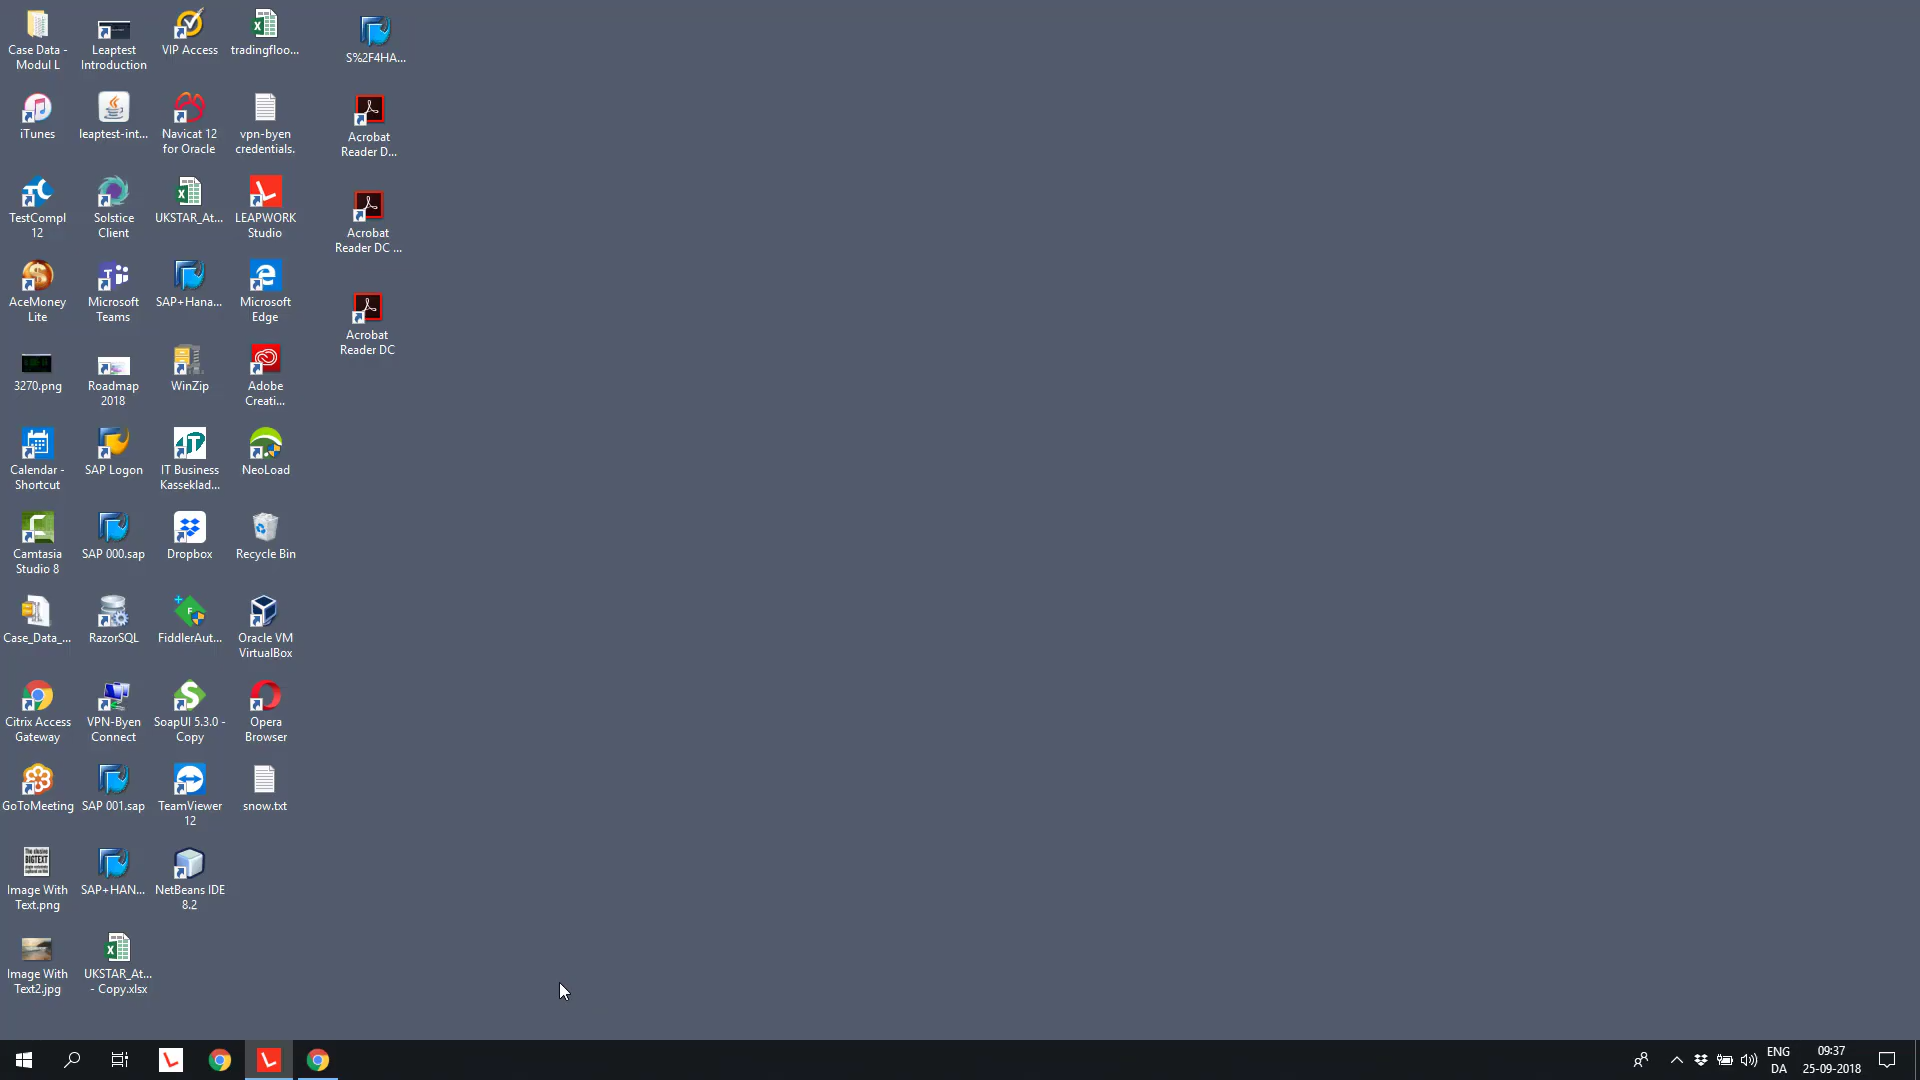 Case Data -
Modul L
Leaptest
Introduction
VIP Access
tradingfloo...
S%2F4HA...
iTunes
leaptest-int...
Navicat 12
for Oracle
vpn-byen
credentials.
Acrobat
Reader D...
TestCompl
12
Solstice
Client
UKSTAR_At...
LEAPWORK
Studio
Acrobat
Reader DC ...
AceMoney
Lite
Microsoft
Teams
SAP+Hana...
Microsoft
Edge
Acrobat
Reader DC
3270.png
Roadmap
2018
WinZip
Adobe
Creati...
Calendar -
Shortcut
SAP Logon
IT Business
Kasseklad...
NeoLoad
Camtasia
Studio 8
SAP 000.sap
Dropbox
Recycle Bin
Case_Data_...
RazorSQL
FiddlerAut...
Oracle VM
VirtualBox
Citrix Access
Gateway
VPN-Byen
Connect
SoapUI 5.3.0 -
Copy
Opera
Browser
GoToMeeting
SAP 001.sap
TeamViewer
12
snow.txt
Image With
Text.png
SAP+HAN...
NetBeans IDE
8.2
Image With
Text2.jpg
UKSTAR_At...
- Copy.xlsx
ENG
DA
09:37
25-09-2018